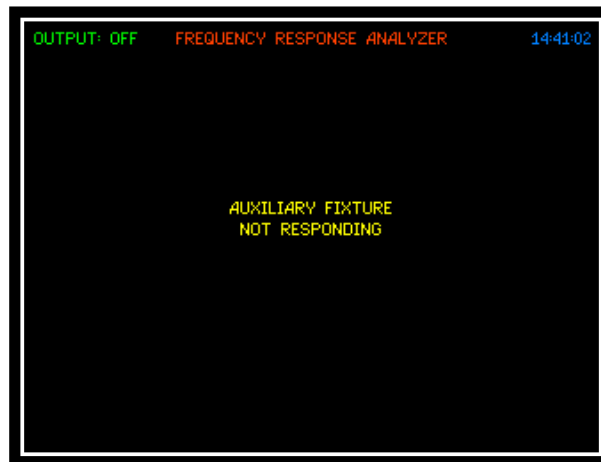 OUTPUT: OFF FREQUENCY RESPONSE ANALYZER 14:41:02
AUXILIARY FIXTURE
NOT RESPONDING